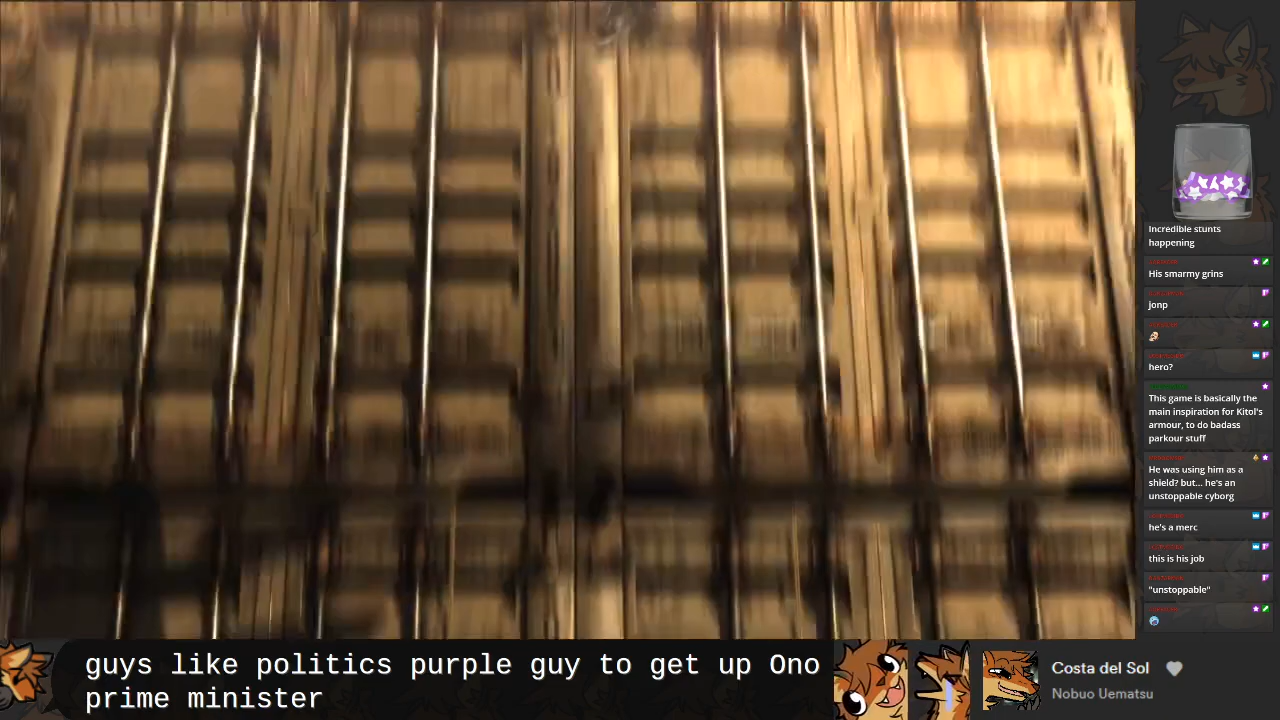 Incredible stunts
happening
His smarmy grins
jonp
hero?
This game is basically the
main inspiration for Kitol's
armour, to do badass
parkour stuff
He was using him as a
shield? but... he's an
unstoppable cyborg
he's a merc
this is his job
"unstoppable"
guys like politics purple guy to get up Ono
prime minister
Costa del Sol
Nobuo Uematsu